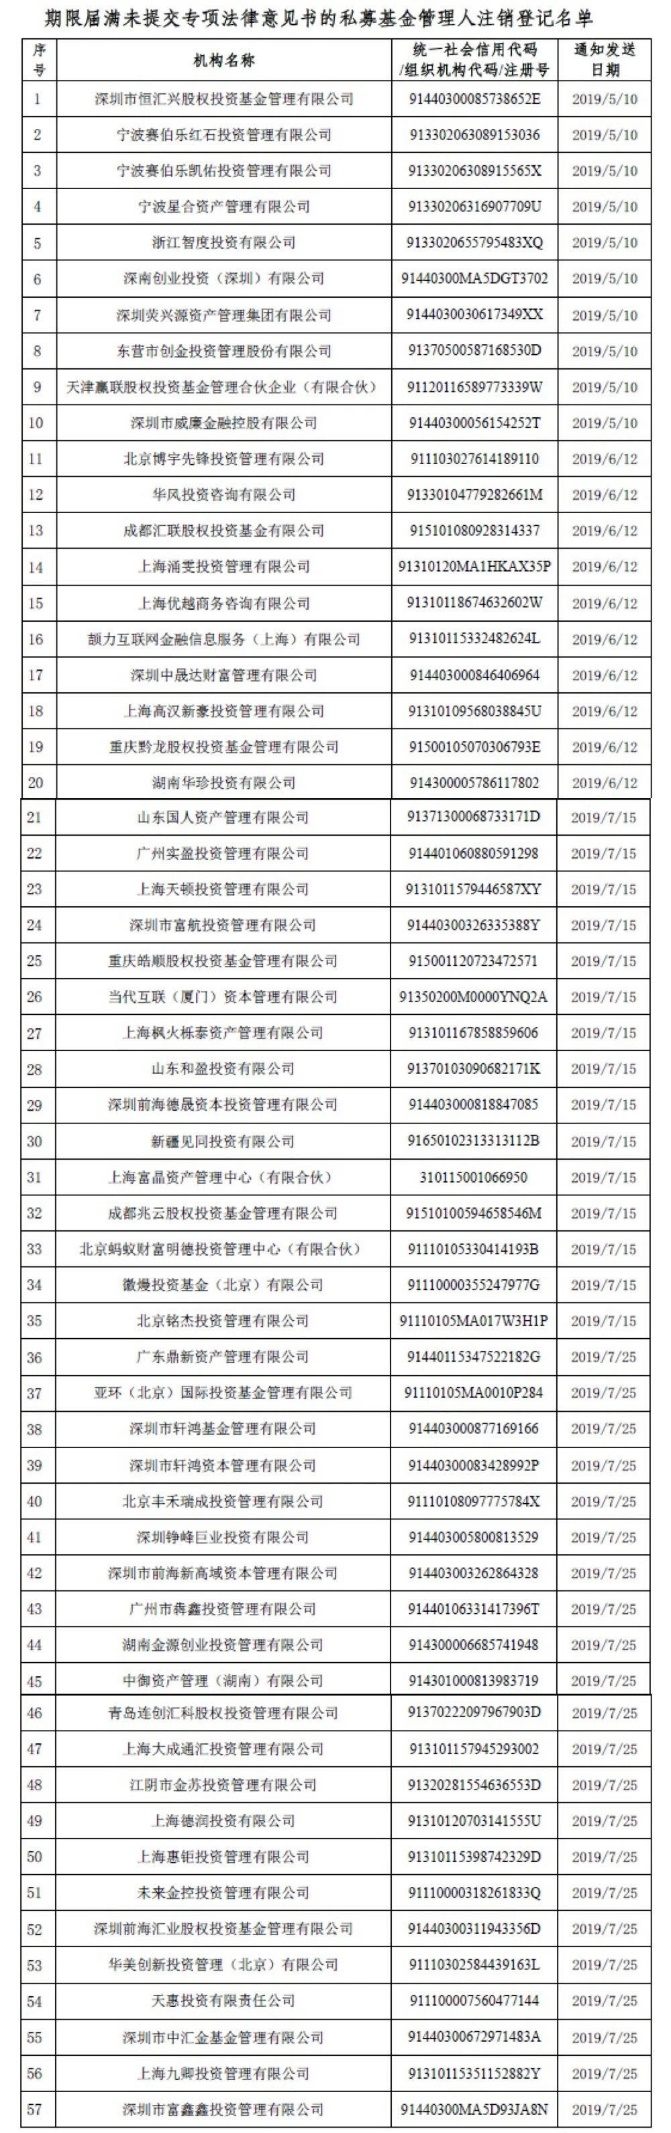 期限届满未提交专项法律意见书的私募基金管理人注销登记名单
序号 机构名称 统一社会信用代码/组织机构代码/注册号 通知发送日期
1 深圳市恒汇兴股权投资基金管理有限公司 91440300085738652E 2019/5/10
2 宁波赛伯乐红石投资管理有限公司 913302063089153036 2019/5/10
3 宁波赛伯乐凯佑投资管理有限公司 91330206308915565X 2019/5/10
4 宁波星合资产管理有限公司 91330206316907709U 2019/5/10
5 浙江智度投资有限公司 9133020655795483XQ 2019/5/10
6 深南创业投资（深圳）有限公司 91440300MA5DGT3702 2019/5/10
7 深圳荧兴源资产管理集团有限公司 9144030030617349XX 2019/5/10
8 东营市创金投资管理股份有限公司 91370500587168530D 2019/5/10
9 天津赢联股权投资基金管理合伙企业（有限合伙） 91120116589773339W 2019/5/10
10 深圳市威廉金融控股有限公司 91440300056154252T 2019/5/10
11 北京博宇先锋投资管理有限公司 911103027614189110 2019/6/12
12 华风投资咨询有限公司 91330104779282661M 2019/6/12
13 成都汇联股权投资基金有限公司 915101080928314337 2019/6/12
14 上海涌雯投资管理有限公司 91310120MA1HKAX35P 2019/6/12
15 上海优越商务咨询有限公司 91310118674632602W 2019/6/12
16 颉力互联网金融信息服务（上海）有限公司 91310115332482624L 2019/6/12
17 深圳中晟达财富管理有限公司 914403000846406964 2019/6/12
18 上海高汉新豪投资管理有限公司 91310109568038845U 2019/6/12
19 重庆黔龙股权投资基金管理有限公司 91500105070306793E 2019/6/12
20 湖南华珍投资有限公司 914300005786117802 2019/6/12
21 山东国人资产管理有限公司 91371300068733171D 2019/7/15
22 广州实盈投资管理有限公司 914401060880591298 2019/7/15
23 上海天顿投资管理有限公司 9131011579446587XY 2019/7/15
24 深圳市富航投资管理有限公司 91440300326335388Y 2019/7/15
25 重庆皓顺股权投资基金管理有限公司 915001120723472571 2019/7/15
26 当代互联（厦门）资本管理有限公司 91350200M0000YNQ2A 2019/7/15
27 上海枫火栎泰资产管理有限公司 913101167858859606 2019/7/15
28 山东和盈投资有限公司 91370103090682171K 2019/7/15
29 深圳前海德晟资本投资管理有限公司 914403000818847085 2019/7/15
30 新疆见同投资有限公司 91650102313313112B 2019/7/15
31 上海富晶资产管理中心（有限合伙） 310115001066950 2019/7/15
32 成都兆云股权投资基金管理有限公司 91510100594658546M 2019/7/15
33 北京蚂蚁财富明德投资管理中心（有限合伙） 91110105330414193B 2019/7/15
34 徽熳投资基金（北京）有限公司 91110000355247977G 2019/7/15
35 北京铭杰投资管理有限公司 91110105MA017W3H1P 2019/7/15
36 广东鼎新资产管理有限公司 91440115347522182G 2019/7/25
37 亚环（北京）国际投资基金管理有限公司 91110105MA0010P284 2019/7/25
38 深圳市轩鸿基金管理有限公司 914403000877169166 2019/7/25
39 深圳市轩鸿资本管理有限公司 91440300083428992P 2019/7/25
40 北京丰禾瑞成投资管理有限公司 91110108097775784X 2019/7/25
41 深圳铮峰巨业投资有限公司 914403005800813529 2019/7/25
42 深圳市前海新高域资本管理有限公司 914403003262864328 2019/7/25
43 广州市犇鑫投资管理有限公司 91440106331417396T 2019/7/25
44 湖南金源创业投资管理有限公司 914300006685741948 2019/7/25
45 中御资产管理（湖南）有限公司 914301000813983719 2019/7/25
46 青岛连创汇科股权投资管理有限公司 91370222097967903D 2019/7/25
47 上海大成通汇投资管理有限公司 913101157945293002 2019/7/25
48 江阴市金苏投资管理有限公司 91320281554636553D 2019/7/25
49 上海德润投资有限公司 91310120703141555U 2019/7/25
50 上海惠钜投资管理有限公司 91310115398742329D 2019/7/25
51 未来金控投资管理有限公司 91110000318261833Q 2019/7/25
52 深圳前海汇业股权投资基金管理有限公司 91440300311943356D 2019/7/25
53 华美创新投资管理（北京）有限公司 91110302584439163L 2019/7/25
54 天惠投资有限责任公司 911100007560477144 2019/7/25
55 深圳市中汇金基金管理有限公司 91440300672971483A 2019/7/25
56 上海九卿投资管理有限公司 91310115351152882Y 2019/7/25
57 深圳市富鑫鑫投资管理有限公司 91440300MA5D93JA8N 2019/7/25